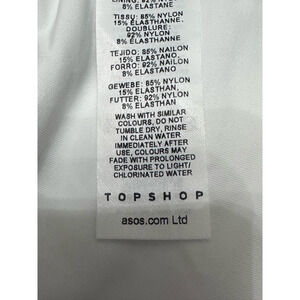 8% ELASTANE
TISSU: 85% NYLON
15% ELASTHANNE.
DOUBLURE:
92% NYLON
8% ELASTHANNE
TEJIDO: 85% NAILON
15% ELASTANO,
FORRO: 92% NAILON
8% ELASTANO
GEWEBE: 85% NYLON
15% ELASTHAN,
FUTTER: 92% NYLON
8% ELASTHAN
WASH WITH SIMILAR
COLOURS, DO NOT
TUMBLE DRY, RINSE
IN CLEAN WATER
IMMEDIATELY AFTER
USE, COLOURS MAY
FADE WITH PROLONGED
EXPOSURE TO LIGHT/
CHLORINATED WATER
TOPSHOP
asos.com Ltd